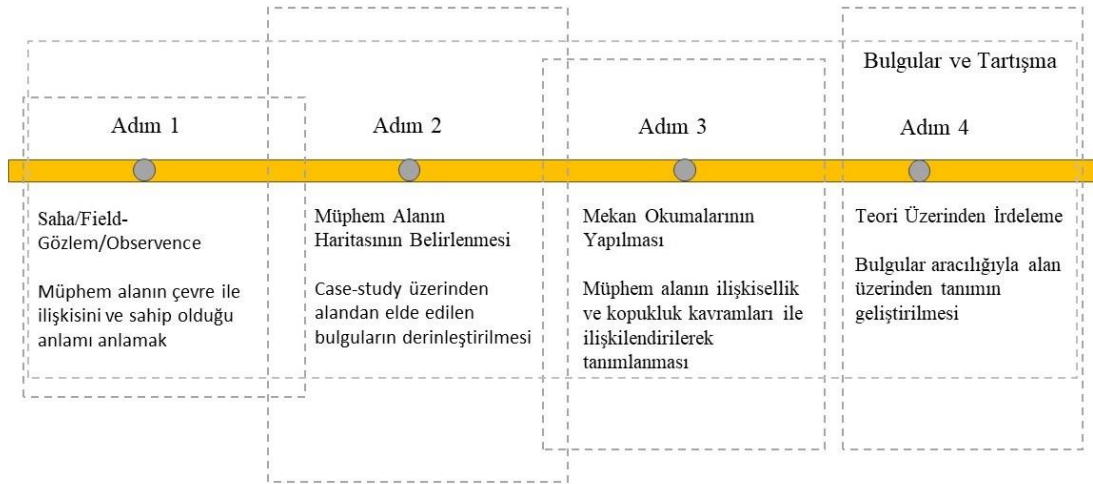 Bulgular ve Tartışma
Adım 1
Adım 2
Adım 3
Adım 4
Saha/Field-
Gözlem/Observence
Müphem alanın çevre ile
ilişkisini ve sahip olduğu
anlamı anlamak
Müphem Alanın
Haritasının Belirlenmesi
Case-study üzerinden
alandan elde edilen
bulguların derinleştirilmesi
Mekan Okumalarının
Yapılması
Müphem alanın ilişkisellik
ve kopukluk kavramları ile
ilişkilendirilerek
tanımlanması
Teori Üzerinden İrdeleme
Bulgular aracılığıyla alan
üzerinden tanımın
geliştirilmesi